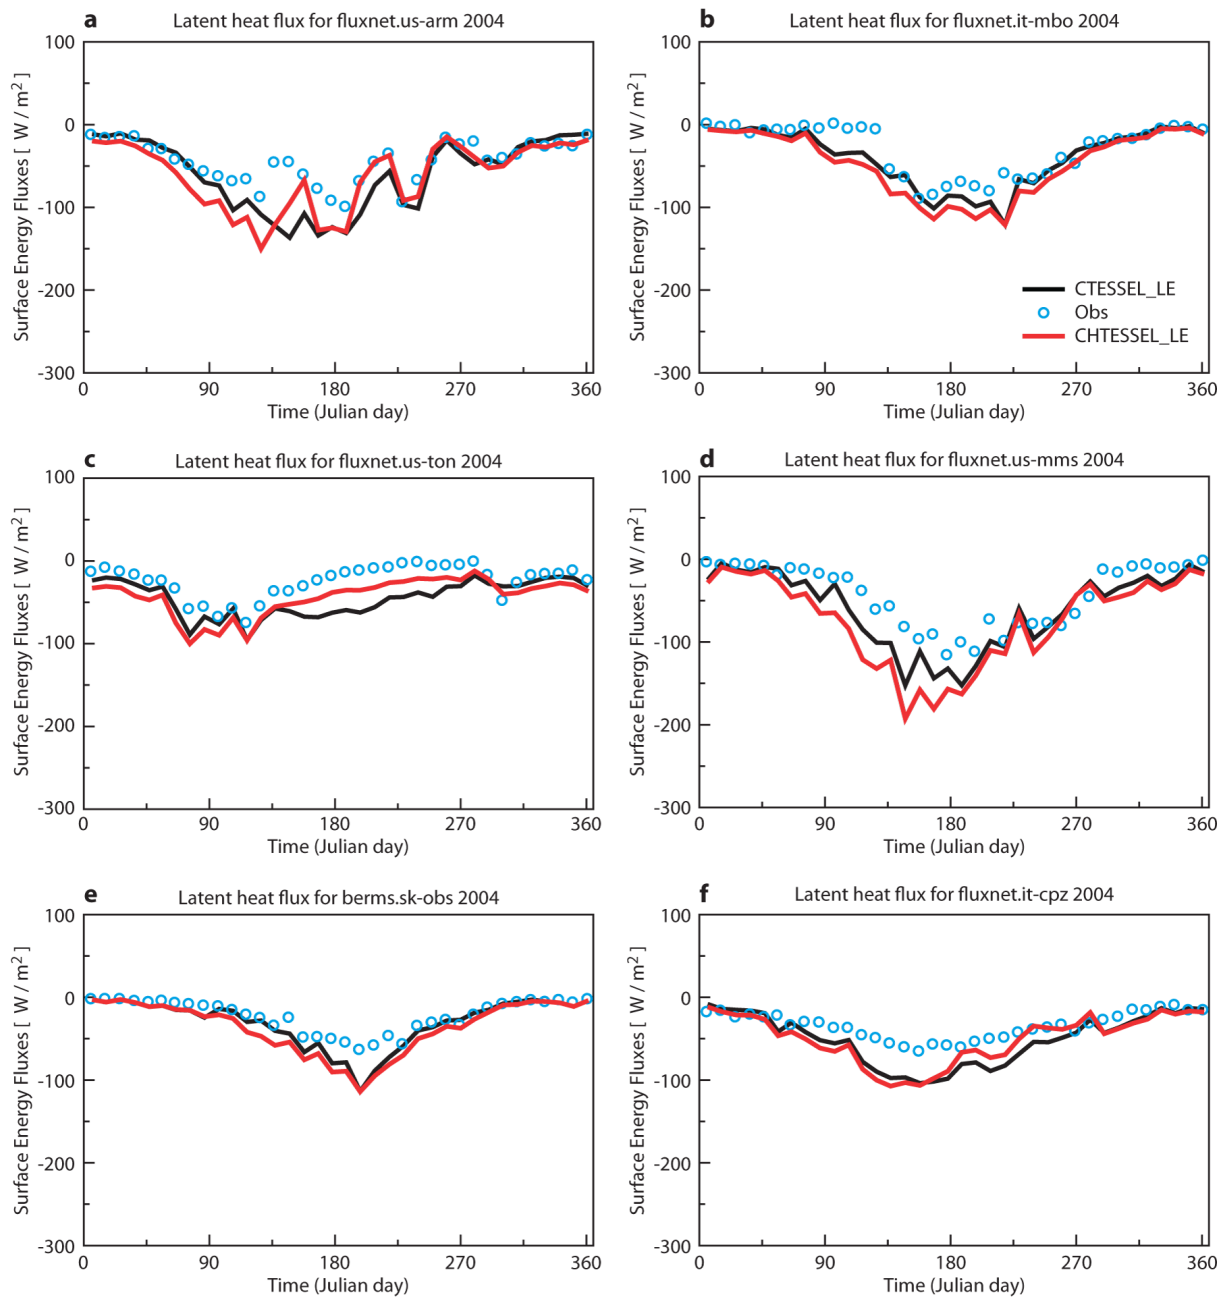 a Latent heat flux for fluxnet.us-arm 2004
Surface Energy Fluxes [ W / m2 ]
100
0
-100
-200
-300
0 90 180 270 360
Time (Julian day)
b Latent heat flux for fluxnet.it-mbo 2004
Surface Energy Fluxes [ W / m2 ]
100
0
-100
-200
-300
CTESSEL_LE
Obs
CHTESSEL_LE
0 90 180 270 360
Time (Julian day)
c Latent heat flux for fluxnet.us-ton 2004
Surface Energy Fluxes [ W / m2 ]
100
0
-100
-200
-300
0 90 180 270 360
Time (Julian day)
d Latent heat flux for fluxnet.us-mms 2004
Surface Energy Fluxes [ W / m2 ]
100
0
-100
-200
-300
0 90 180 270 360
Time (Julian day)
e Latent heat flux for berms.sk-obs 2004
Surface Energy Fluxes [ W / m2 ]
100
0
-100
-200
-300
0 90 180 270 360
Time (Julian day)
f Latent heat flux for fluxnet.it-cpz 2004
Surface Energy Fluxes [ W / m2 ]
100
0
-100
-200
-300
0 90 180 270 360
Time (Julian day)